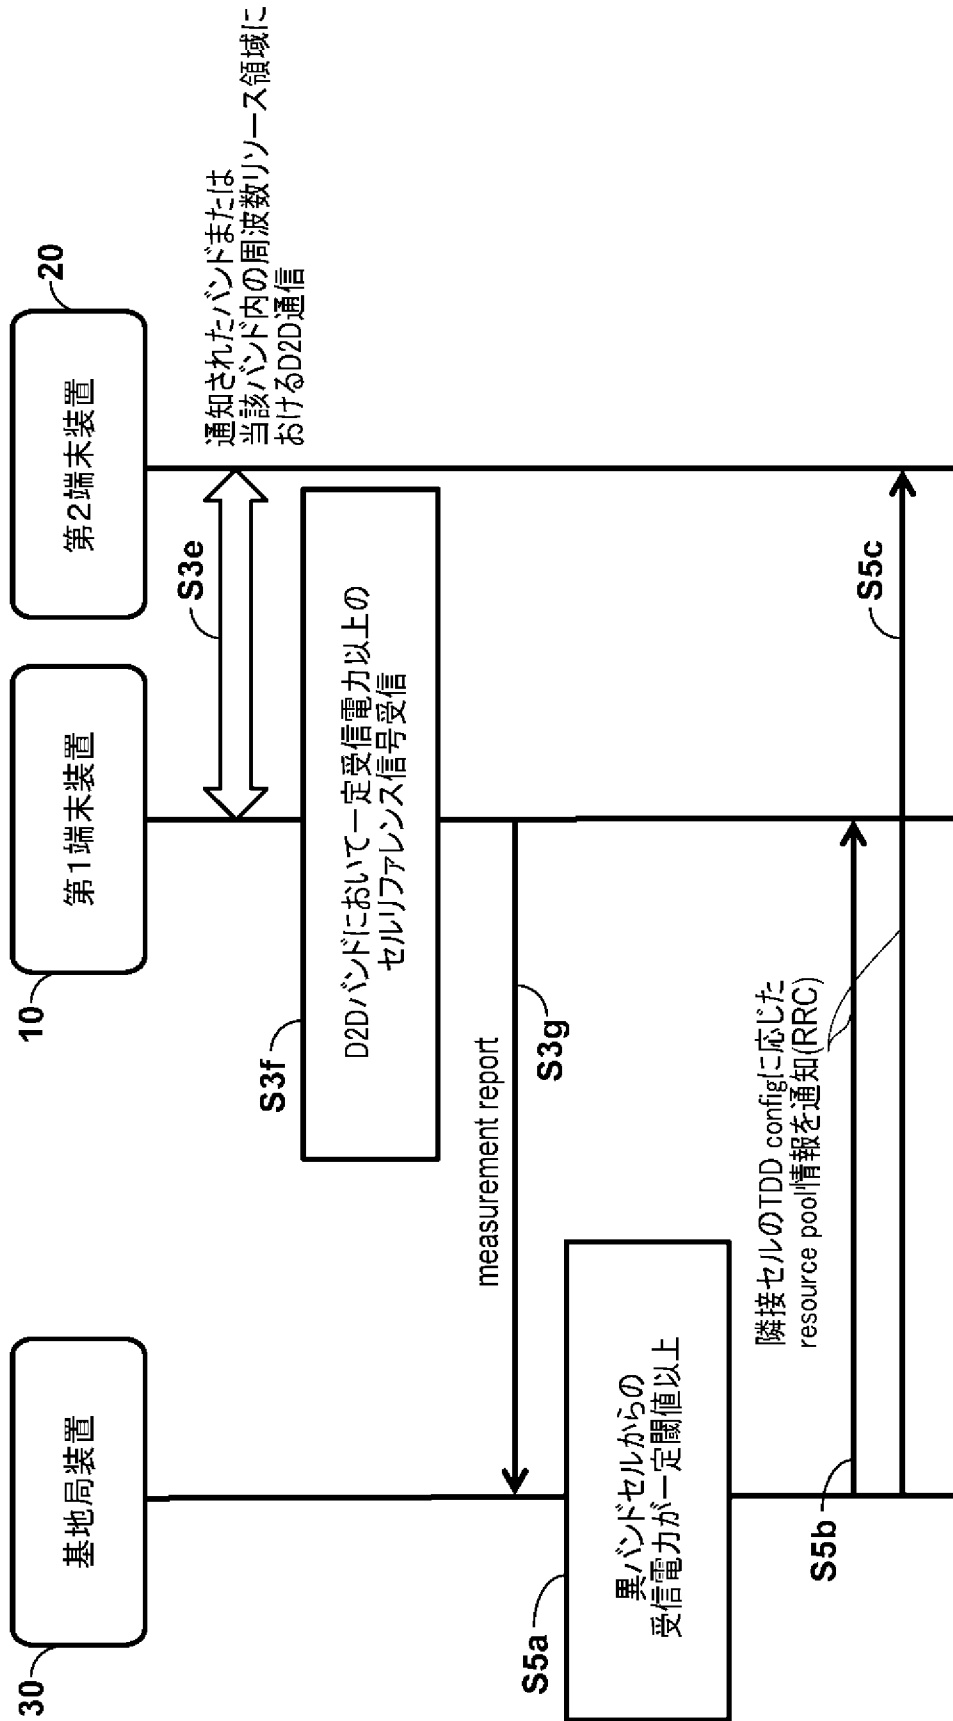 30
基地局装置
10
第1端末装置
20
第2端末装置
S3e
通知されたバンドまたは
当該バンド内の周波数リソース領域に
おけるD2D通信
S3f
D2Dバンドにおいて一定受信電力以上の
セルリファレンス信号受信
measurement report
S3g
S5a
異バンドセルからの
受信電力が一定閾値以上
隣接セルのTDD configに応じた
resource pool情報を通知(RRC)
S5b
S5c